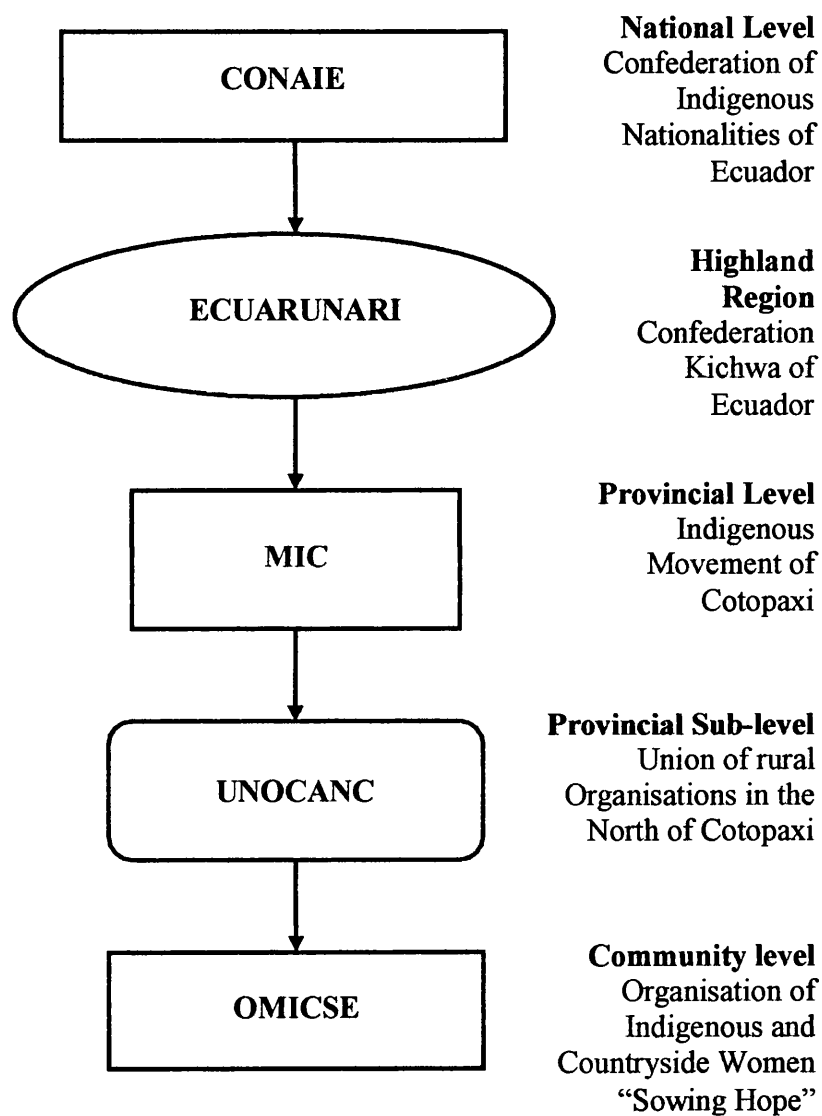 CONAIE
National Level
Confederation of
Indigenous
Nationalities of
Ecuador
ECUARUNARI
Highland
Region
Confederation
Kichwa of
Ecuador
MIC
Provincial Level
Indigenous
Movement of
Cotopaxi
UNOCANC
Provincial Sub-level
Union of rural
Organisations in the
North of Cotopaxi
OMICSE
Community level
Organisation of
Indigenous and
Countryside Women
“Sowing Hope”